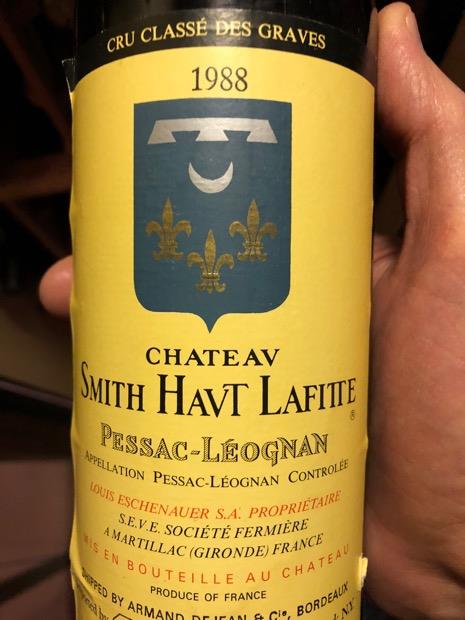 CRU CLASSÉ DES GRAVES
1988
CHATEAV
SMITH HAVT LAFITTE
®
PESSAC-LÉOGNAN
APPELLATION PESSAC-LÉOGNAN CONTROLÉE
LOUIS ESCHENAUER S.A. PROPRIÉTAIRE
S.E.V.E. SOCIÉTÉ FERMIÈRE
A MARTILLAC (GIRONDE) FRANCE
MIS EN BOUTEILLE AU CHATEAU
PRODUCE OF FRANCE
SHIPPED BY ARMAND DEJEAN & Cie, BORDEAUX
N.Y.